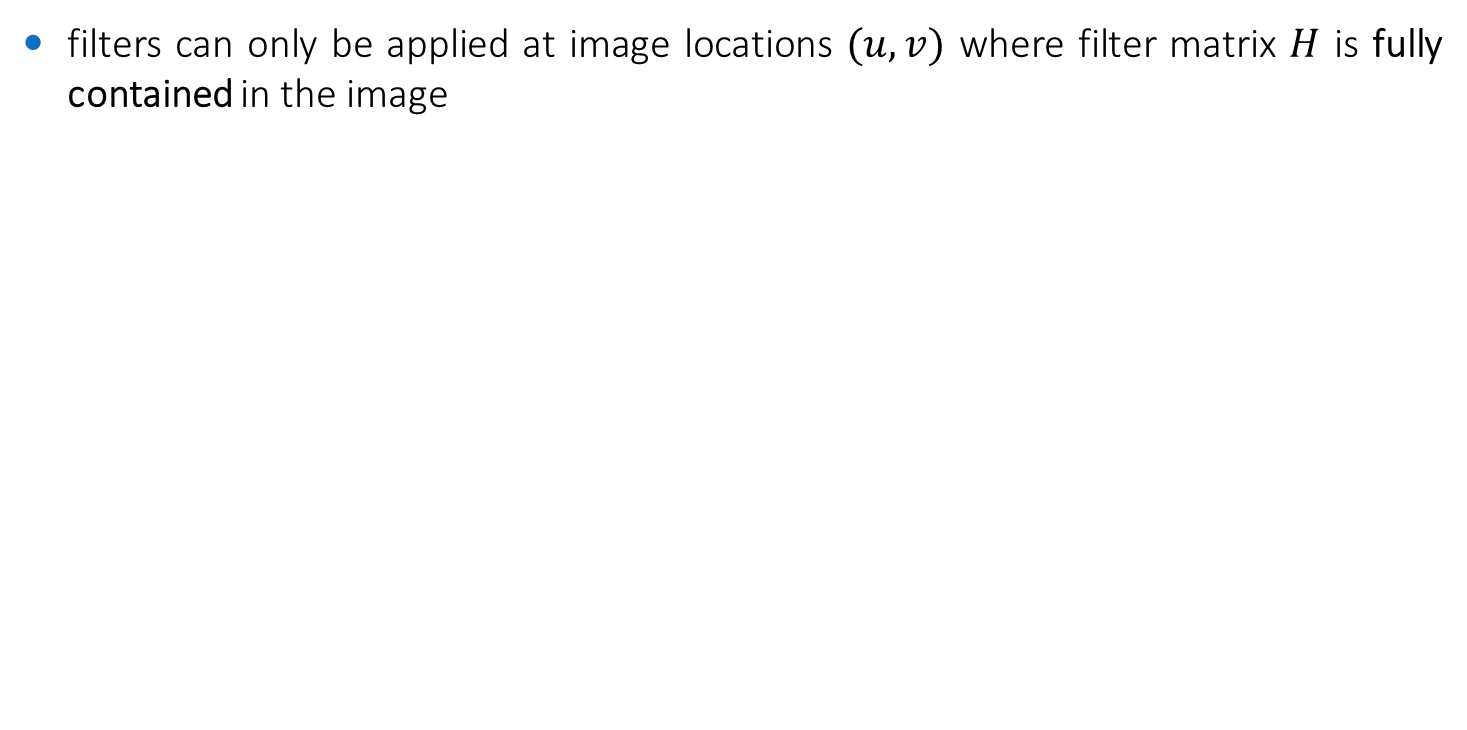 • filters can only be applied at image locations (u, v) where filter matrix H is fully
contained in the image